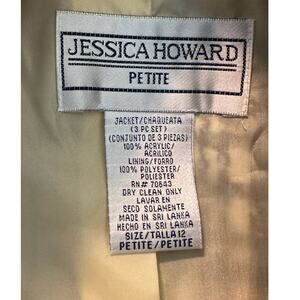 JESSICA HOWARD
PETITE
JACKET/CHAQUEATA
(3 PC SET)
(CONJUNTO DE 3 PIEZAS)
100% ACRYLIC/
ACRILICO
LINING/FORRO
100% POLYESTER/
POLIESTER
RN# 70843
DRY CLEAN ONLY
LAVAR EN
SECO SOLAMENTE
MADE IN SRI LANKA
HECHO EN SRI LANKA
SIZE/TALLA 12
PETITE/PETITE